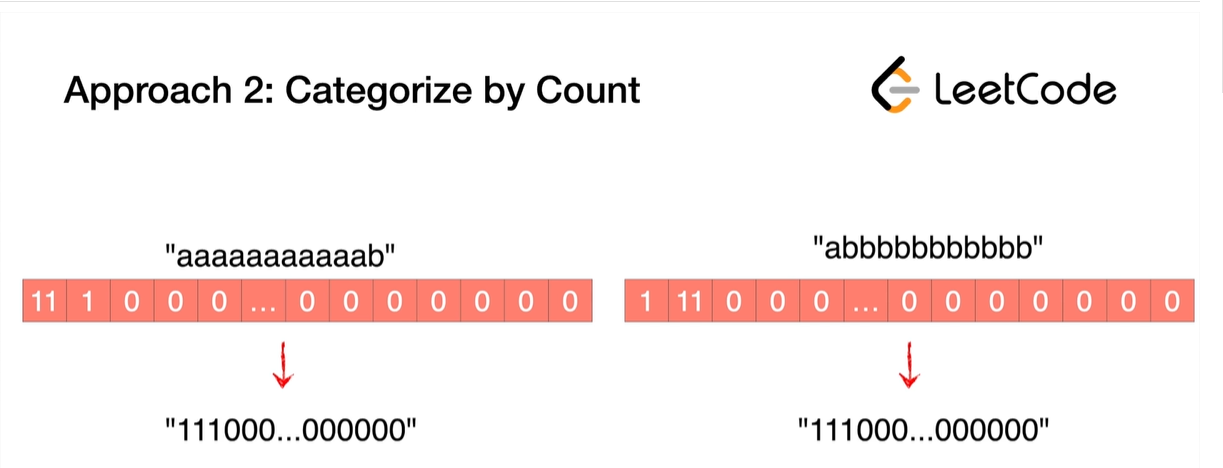 Approach 2: Categorize by Count
LeetCode
"aaaaaaaaaaab"
11 1 0 0 0 ... 0 0 0 0 0 0 0
"111000...000000"
"abbbbbbbbbbb"
1 11 0 0 0 ... 0 0 0 0 0 0 0
"111000...000000"